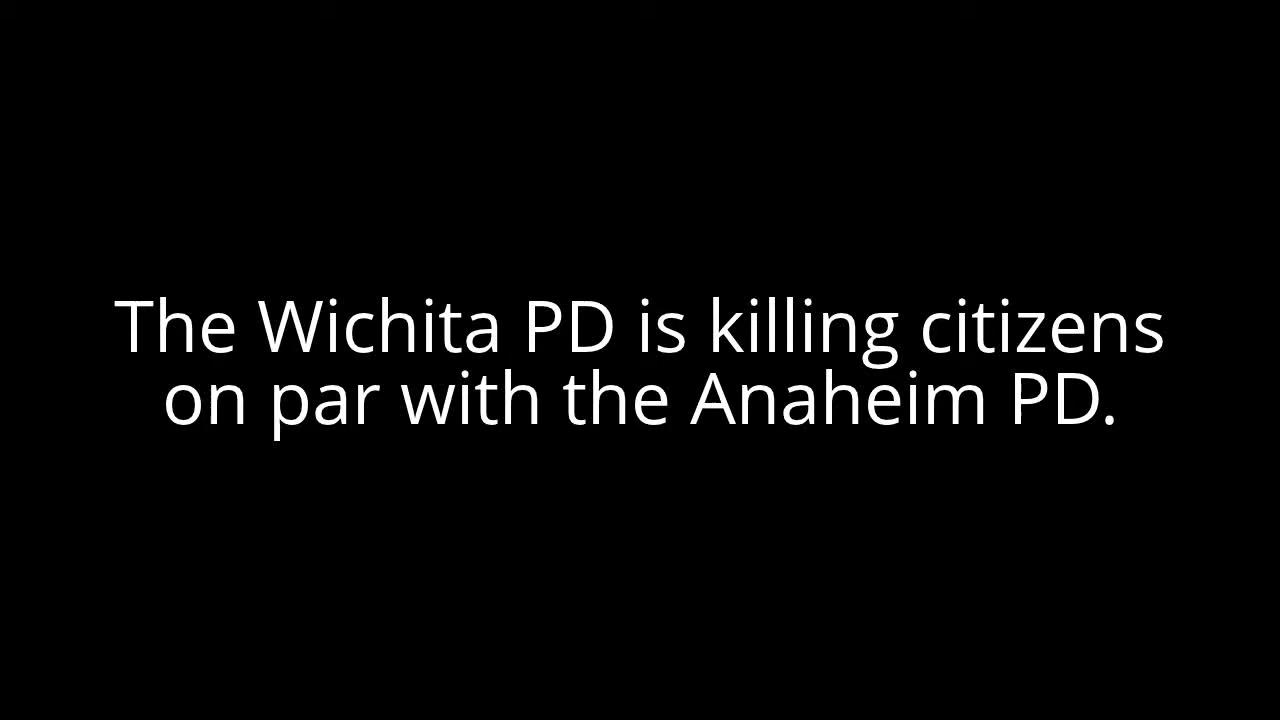 The Wichita PD is killing citizens
on par with the Anaheim PD.